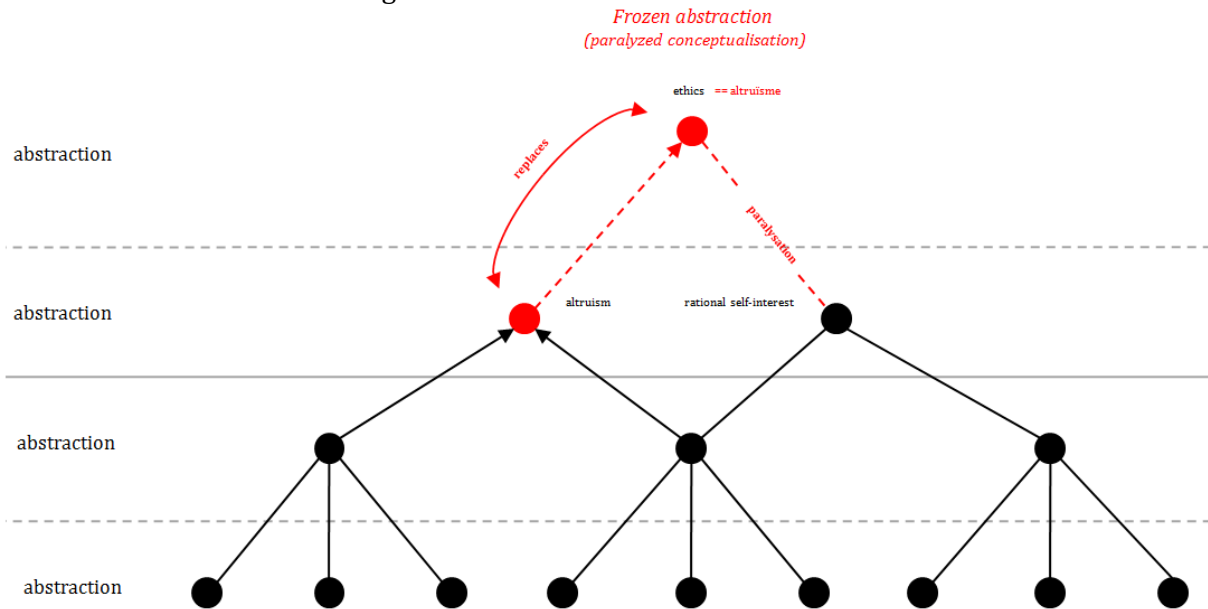 Frozen abstraction
(paralyzed conceptualisation)
ethics == altruïsme
abstraction
replaces
paralysation
abstraction
altruism
rational self-interest
abstraction
abstraction